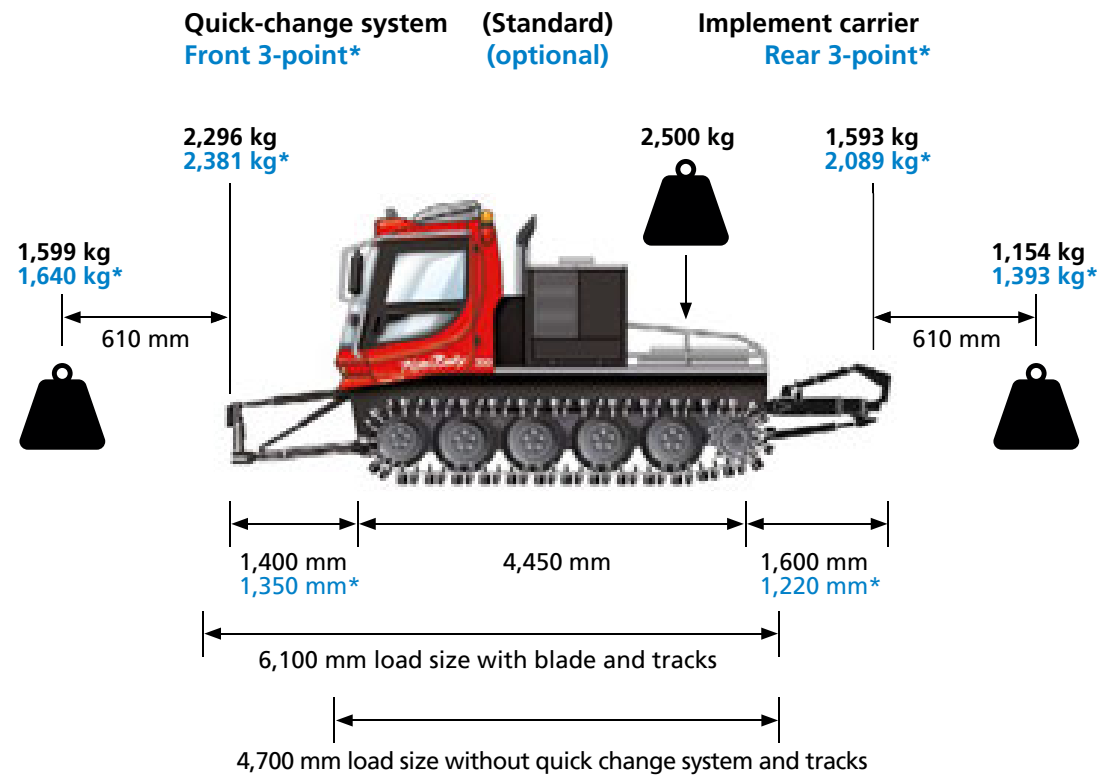 Quick-change system (Standard) Implement carrier
Front 3-point* (optional) Rear 3-point*
2,296 kg 2,500 kg 1,593 kg
2,381 kg* 2,089 kg*
1,599 kg 1,154 kg
1,640 kg* 1,393 kg*
610 mm 610 mm
PistenBully
1,400 mm 4,450 mm 1,600 mm
1,350 mm* 1,220 mm*
6,100 mm load size with blade and tracks
4,700 mm load size without quick change system and tracks